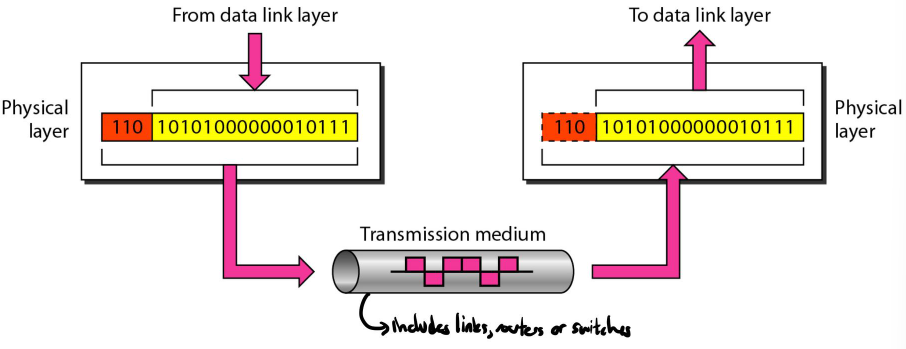 From data link layer
To data link layer
Physical
layer
110 10101000000010111
110 10101000000010111
Physical
layer
Transmission medium
Includes links, routers or switches